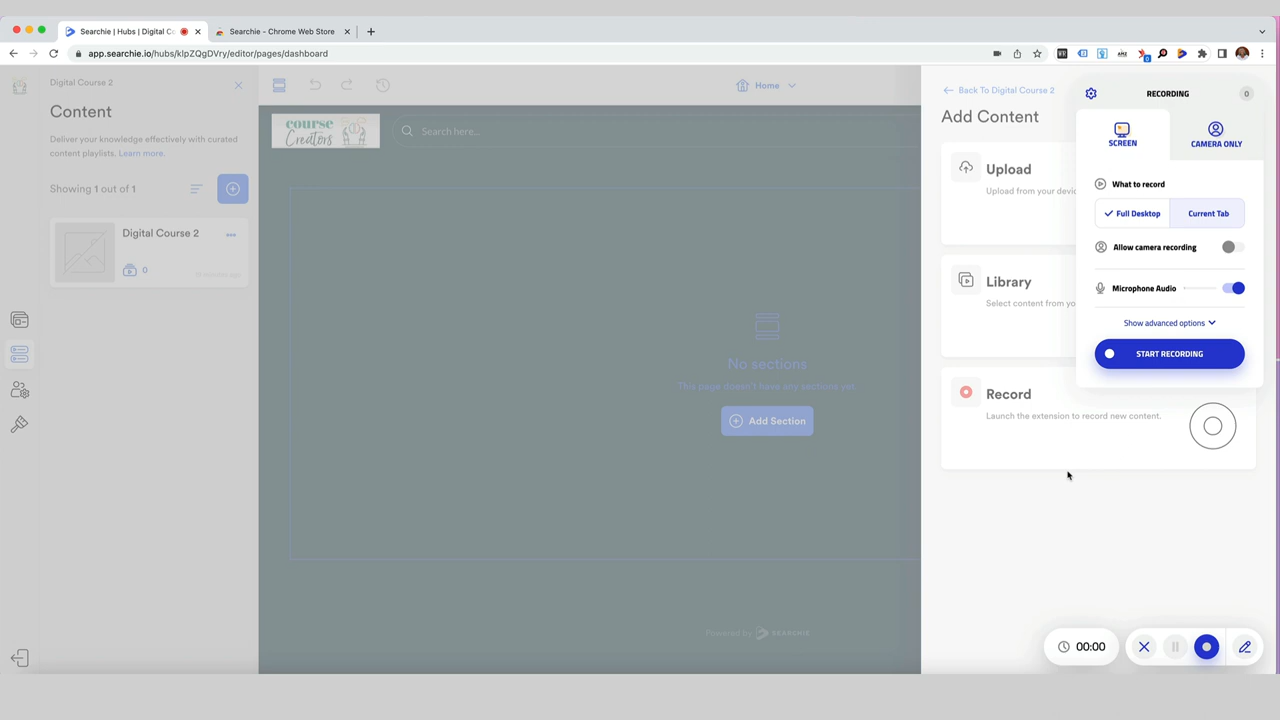 Searchie | Hubs | Digital Co
Searchie - Chrome Web Store
app.searchie.io/hubs/klpZQgDVry/editor/pages/dashboard
Digital Course 2
Content
Deliver your knowledge effectively with curated
content playlists. Learn more.
Showing 1 out of 1
Digital Course 2
0
Home
course
Creators
Search here...
No sections
This page doesn't have any sections yet.
Add Section
Powered by SEARCHIE
Back To Digital Course 2
Add Content
Upload
Upload from your devic
Library
Select content from yo
Record
Launch the extension to record new content.
RECORDING
0
SCREEN
CAMERA ONLY
What to record
Full Desktop
Current Tab
Allow camera recording
Microphone Audio
Show advanced options
START RECORDING
00:00